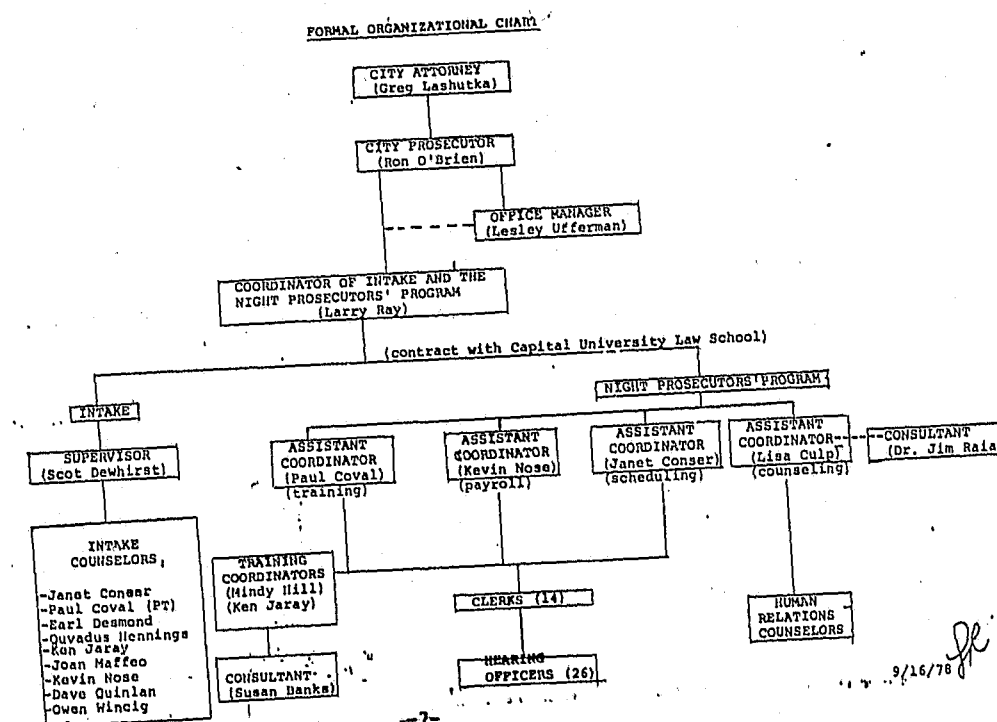 FORMAL ORGANIZATIONAL CHART
CITY ATTORNEY
(Greg Lashutka)
CITY PROSECUTOR
(Ron O'Brien)
OFFICE MANAGER
(Lesley Ufferman)
COORDINATOR OF INTAKE AND THE
NIGHT PROSECUTORS' PROGRAM
(Larry Ray)
(contract with Capital University Law School)
INTAKE
NIGHT PROSECUTORS' PROGRAM
SUPERVISOR
(Scot Dewhirst)
ASSISTANT
COORDINATOR
(Paul Coval)
(training)
ASSISTANT
COORDINATOR
(Kevin Nose)
(payroll)
ASSISTANT
COORDINATOR
(Janet Conser)
(scheduling)
ASSISTANT
COORDINATOR
(Lisa Culp)
(counseling)
CONSULTANT
(Dr. Jim Raia)
INTAKE
COUNSELORS
-Janet Conser
-Paul Coval (PT)
-Earl Desmond
-Quvadus Hennings
-Ken Jaray
-Joan Maffeo
-Kevin Nose
-Dave Quinlan
-Owen Wincig
TRAINING
COORDINATORS
(Mindy Hill)
(Ken Jaray)
CONSULTANT
(Susan Banks)
CLERKS (14)
HEARING
OFFICERS (26)
HUMAN
RELATIONS
COUNSELORS
9/16/78
-7-